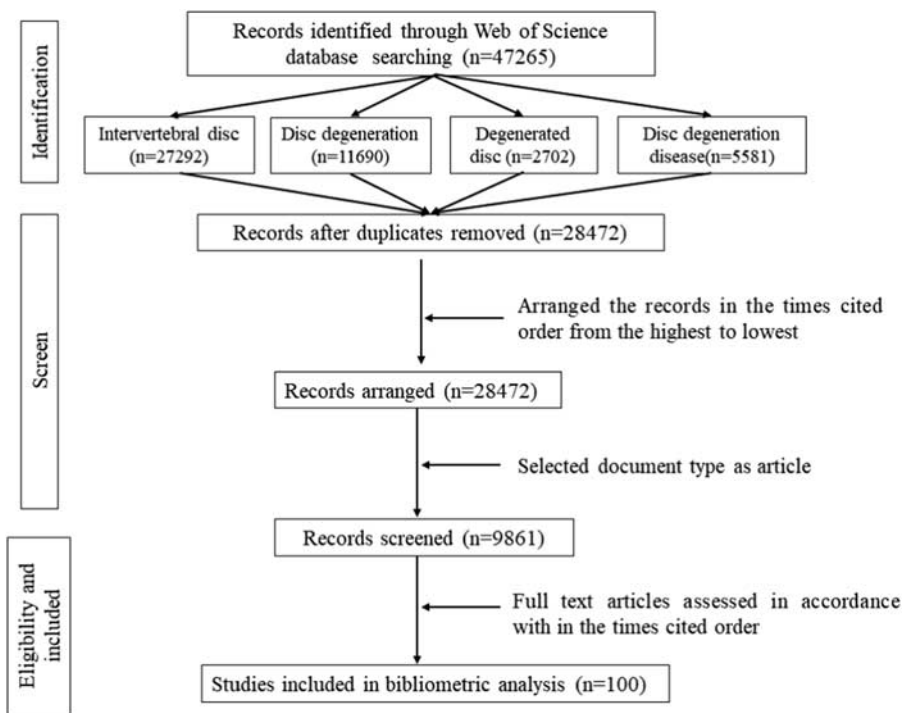 Identification
Records identified through Web of Science
database searching (n=47265)
Intervertebral disc
(n=27292)
Disc degeneration
(n=11690)
Degenerated
disc (n=2702)
Disc degeneration
disease(n=5581)
Screen
Records after duplicates removed (n=28472)
Arranged the records in the times cited
order from the highest to lowest
Records arranged (n=28472)
Selected document type as article
Records screened (n=9861)
Eligibility and
included
Full text articles assessed in accordance
with in the times cited order
Studies included in bibliometric analysis (n=100)